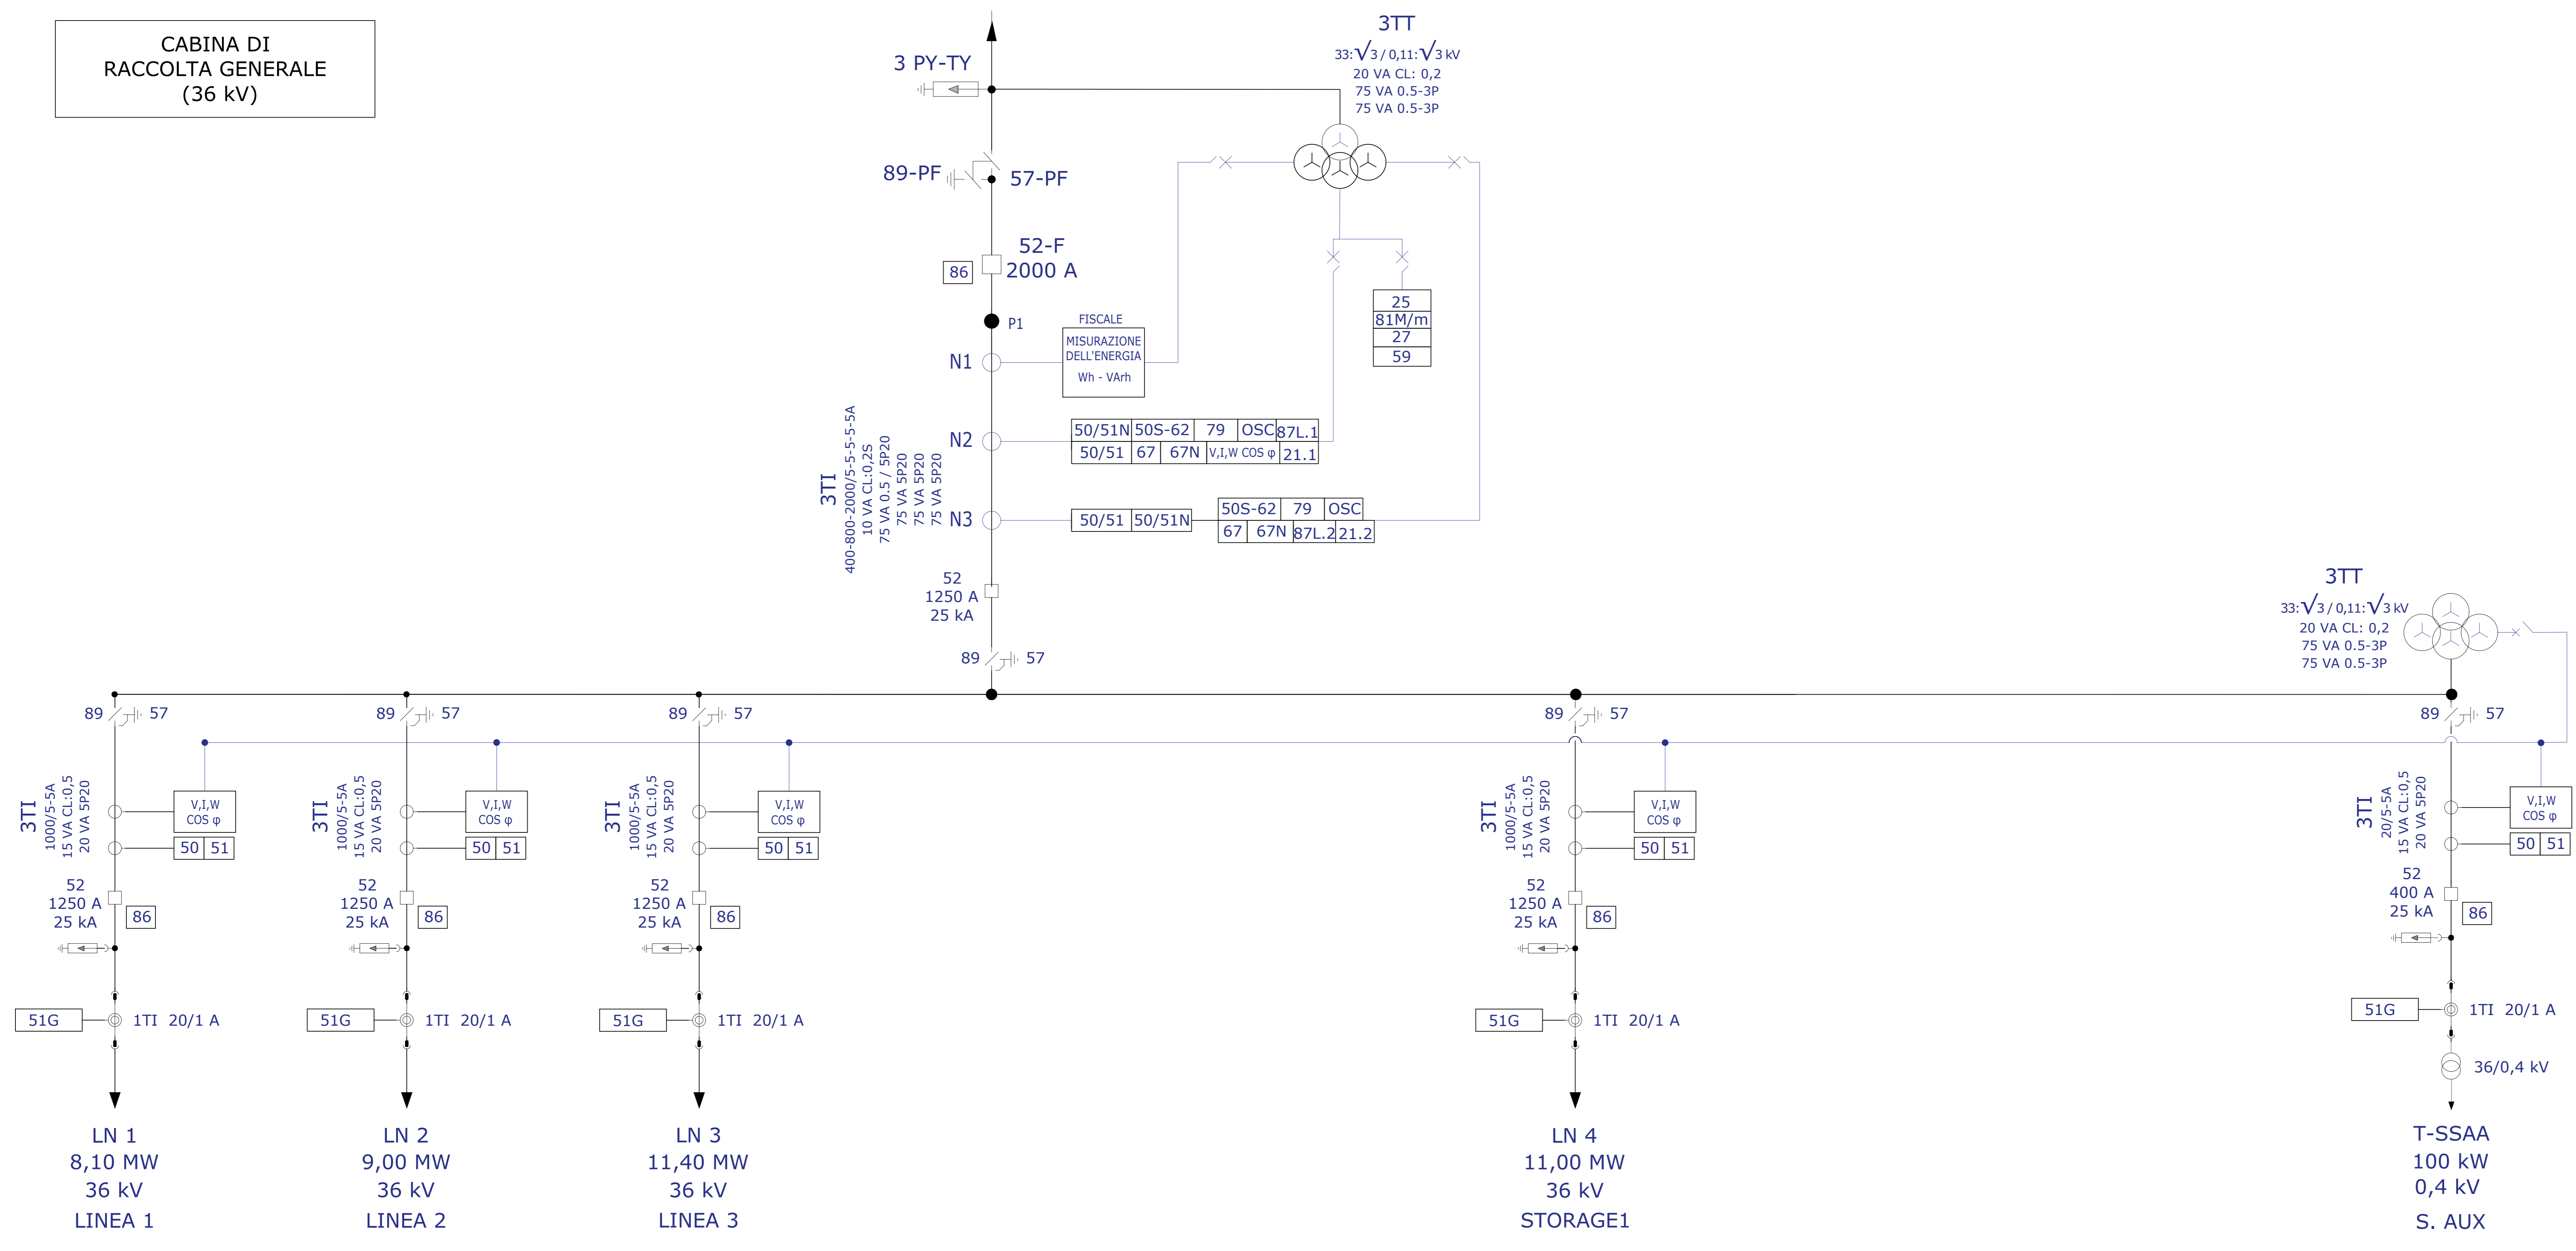 CABINA DI
RACCOLTA GENERALE
(36 kV)
3TT
33:√3 / 0,11:√3 kV
20 VA CL: 0,2
75 VA 0.5-3P
75 VA 0.5-3P
3 PY-TY
89-PF
57-PF
52-F
2000 A
86
P1
25
81M/m
27
59
FISCALE
MISURAZIONE
DELL'ENERGIA
Wh - VArh
N1
N2
N3
50/51N
50S-62
79
OSC
87L.1
50/51
67
67N
V,I,W COS φ
21.1
50/51
50/51N
50S-62
79
OSC
67
67N
87L.2
21.2
3TI
400-800-2000/5-5-5-5-5A
10 VA CL:0,2S
75 VA 0.5 / 5P20
75 VA 5P20
75 VA 5P20
75 VA 5P20
52
1250 A
25 kA
89
57
3TT
33:√3 / 0,11:√3 kV
20 VA CL: 0,2
75 VA 0.5-3P
75 VA 0.5-3P
89
57
3TI
1000/5-5A
15 VA CL:0,5
20 VA 5P20
V,I,W
COS φ
50
51
52
1250 A
25 kA
86
51G
1TI 20/1 A
LN 1
8,10 MW
36 kV
LINEA 1
89
57
3TI
1000/5-5A
15 VA CL:0,5
20 VA 5P20
V,I,W
COS φ
50
51
52
1250 A
25 kA
86
51G
1TI 20/1 A
LN 2
9,00 MW
36 kV
LINEA 2
89
57
3TI
1000/5-5A
15 VA CL:0,5
20 VA 5P20
V,I,W
COS φ
50
51
52
1250 A
25 kA
86
51G
1TI 20/1 A
LN 3
11,40 MW
36 kV
LINEA 3
89
57
3TI
1000/5-5A
15 VA CL:0,5
20 VA 5P20
V,I,W
COS φ
50
51
52
1250 A
25 kA
86
51G
1TI 20/1 A
LN 4
11,00 MW
36 kV
STORAGE1
89
57
3TI
20/5-5A
15 VA CL:0,5
20 VA 5P20
V,I,W
COS φ
50
51
52
400 A
25 kA
86
51G
1TI 20/1 A
36/0,4 kV
T-SSAA
100 kW
0,4 kV
S. AUX